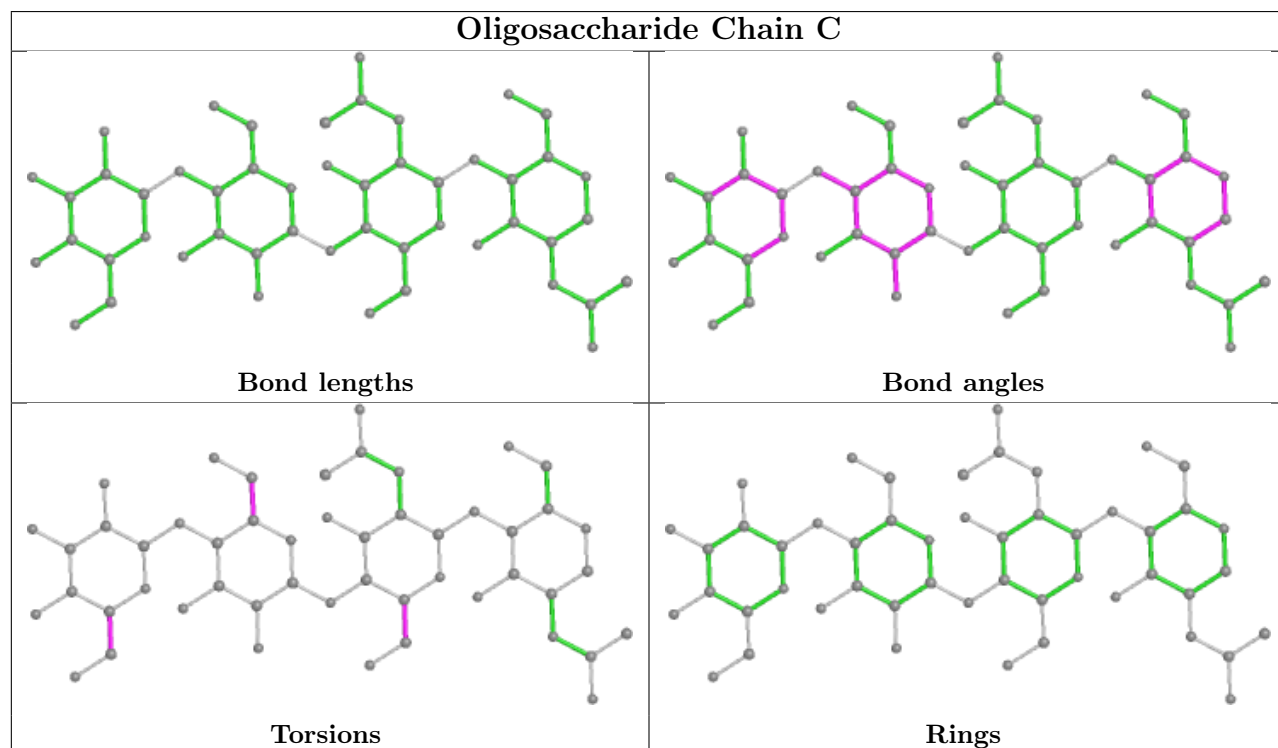 Oligosaccharide Chain C
Bond lengths
Bond angles
Torsions
Rings